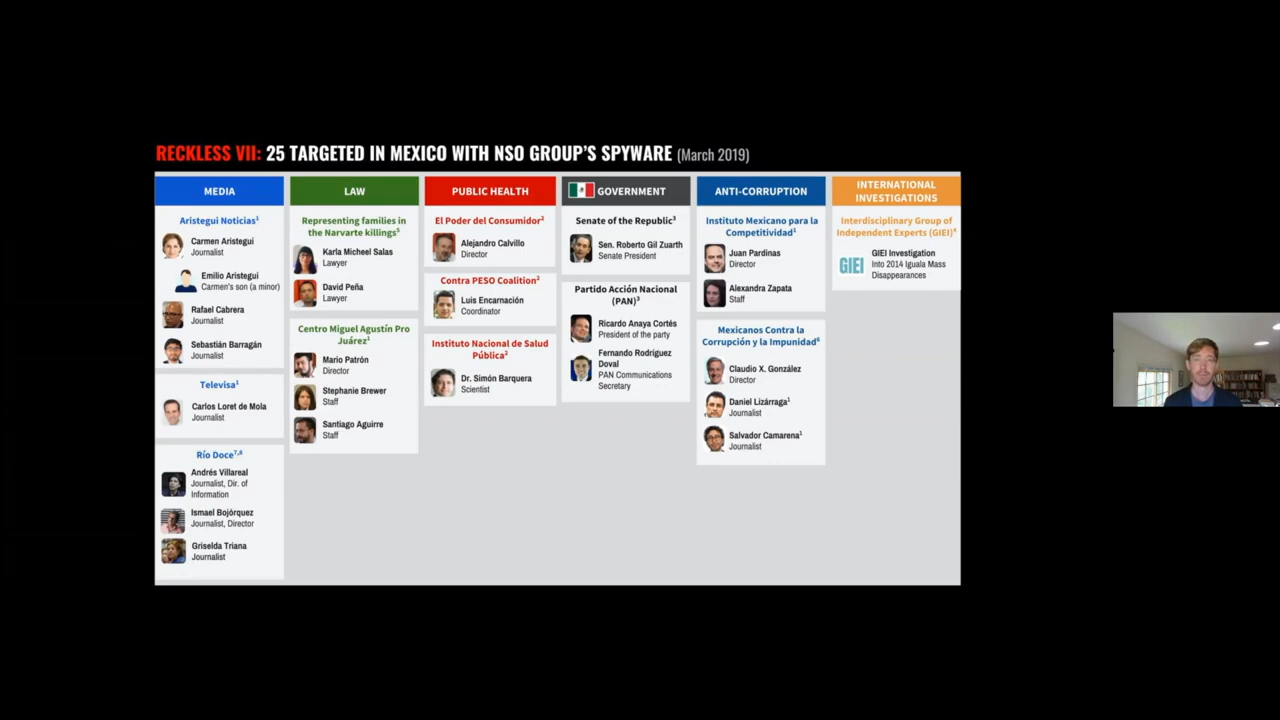 RECKLESS VII: 25 TARGETED IN MEXICO WITH NSO GROUP'S SPYWARE (March 2019)
MEDIA
Aristegui Noticias¹
Carmen Aristegui
Journalist
Emilio Aristegui
Carmen's son (a minor)
Rafael Cabrera
Journalist
Sebastián Barragán
Journalist
Televisa¹
Carlos Loret de Mola
Journalist
Río Doce⁷,⁸
Andrés Villareal
Journalist, Dir. of
Information
Ismael Bojórquez
Journalist, Director
Griselda Triana
Journalist
LAW
Representing families in
the Narvarte killings⁵
Karla Micheel Salas
Lawyer
David Peña
Lawyer
Centro Miguel Agustín Pro
Juárez¹
Mario Patrón
Director
Stephanie Brewer
Staff
Santiago Aguirre
Staff
PUBLIC HEALTH
El Poder del Consumidor²
Alejandro Calvillo
Director
Contra PESO Coalition²
Luis Encarnación
Coordinator
Instituto Nacional de Salud
Pública²
Dr. Simón Barquera
Scientist
GOVERNMENT
Senate of the Republic³
Sen. Roberto Gil Zuarth
Senate President
Partido Acción Nacional
(PAN)³
Ricardo Anaya Cortés
President of the party
Fernando Rodríguez
Doval
PAN Communications
Secretary
ANTI-CORRUPTION
Instituto Mexicano para la
Competitividad¹
Juan Pardinas
Director
Alexandra Zapata
Staff
Mexicanos Contra la
Corrupción y la Impunidad⁶
Claudio X. González
Director
Daniel Lizárraga¹
Journalist
Salvador Camarena¹
Journalist
INTERNATIONAL
INVESTIGATIONS
Interdisciplinary Group of
Independent Experts (GIEI)⁴
GIEI
GIEI Investigation
Into 2014 Iguala Mass
Disappearances